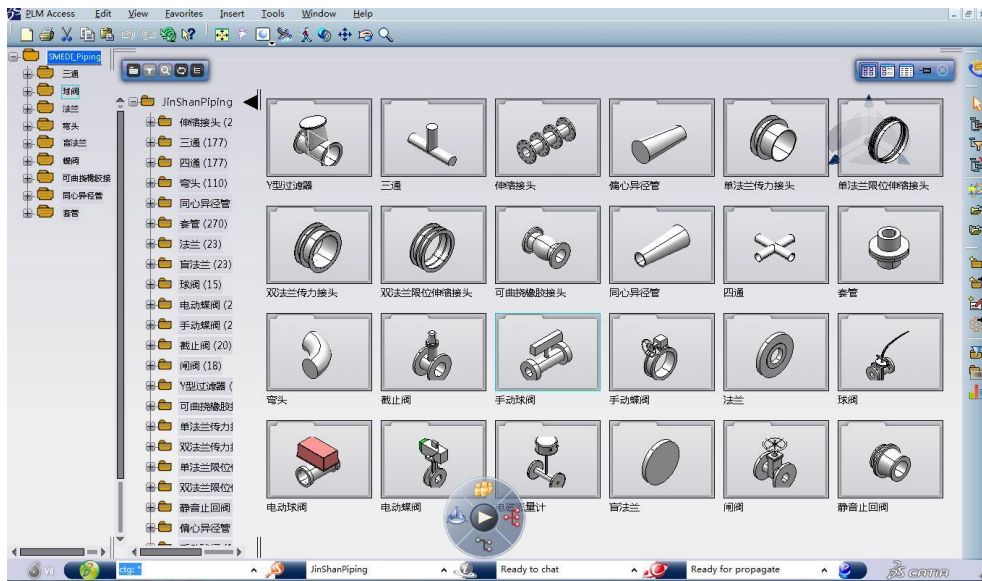 PLM Access Edit View Favorites Insert Tools Window Help
SMEDI_Piping
三通
球阀
法兰
弯头
盲法兰
蝶阀
可曲挠橡胶接
同心异径管
套管
JinShanPiping
伸缩接头 (2
三通 (177)
四通 (177)
弯头 (110)
同心异径管
套管 (270)
法兰 (23)
盲法兰 (23)
球阀 (15)
电动蝶阀 (2
手动蝶阀 (2
截止阀 (20)
闸阀 (18)
Y型过滤器 (
可曲挠橡胶
单法兰传力
双法兰传力
单法兰限位
双法兰限位
静音止回阀
偏心异径管
Y型过滤器 三通 伸缩接头 偏心异径管 单法兰传力接头 单法兰限位伸缩接头
双法兰传力接头 双法兰限位伸缩接头 可曲挠橡胶接头 同心异径管 四通 套管
弯头 截止阀 手动球阀 手动蝶阀 法兰 球阀
电动球阀 电动蝶阀 电磁流量计 盲法兰 闸阀 静音止回阀
V6 ctg: * JinShanPiping Ready to chat Ready for propagate CATIA